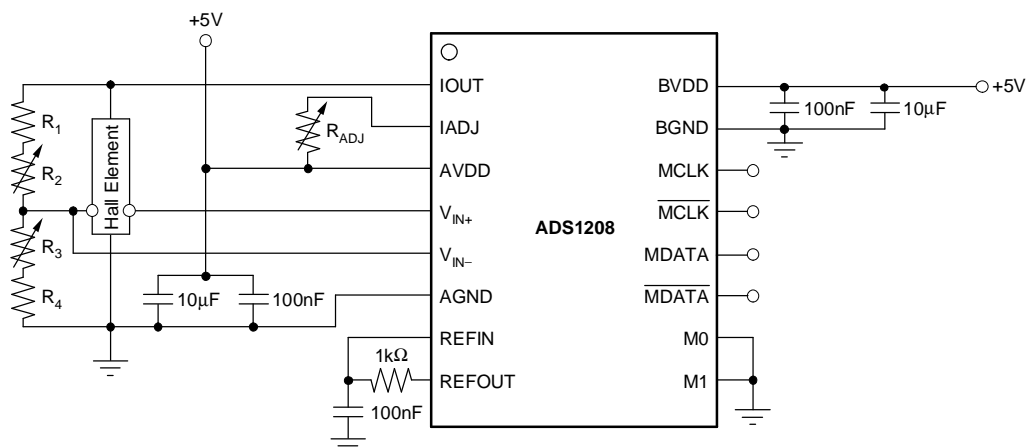 +5V
R1
R2
R3
R4
Hall Element
RADJ
10μF
100nF
1kΩ
100nF
IOUT
IADJ
AVDD
VIN+
VIN−
AGND
REFIN
REFOUT
ADS1208
BVDD
BGND
MCLK
MCLK
MDATA
MDATA
M0
M1
100nF
10μF
+5V